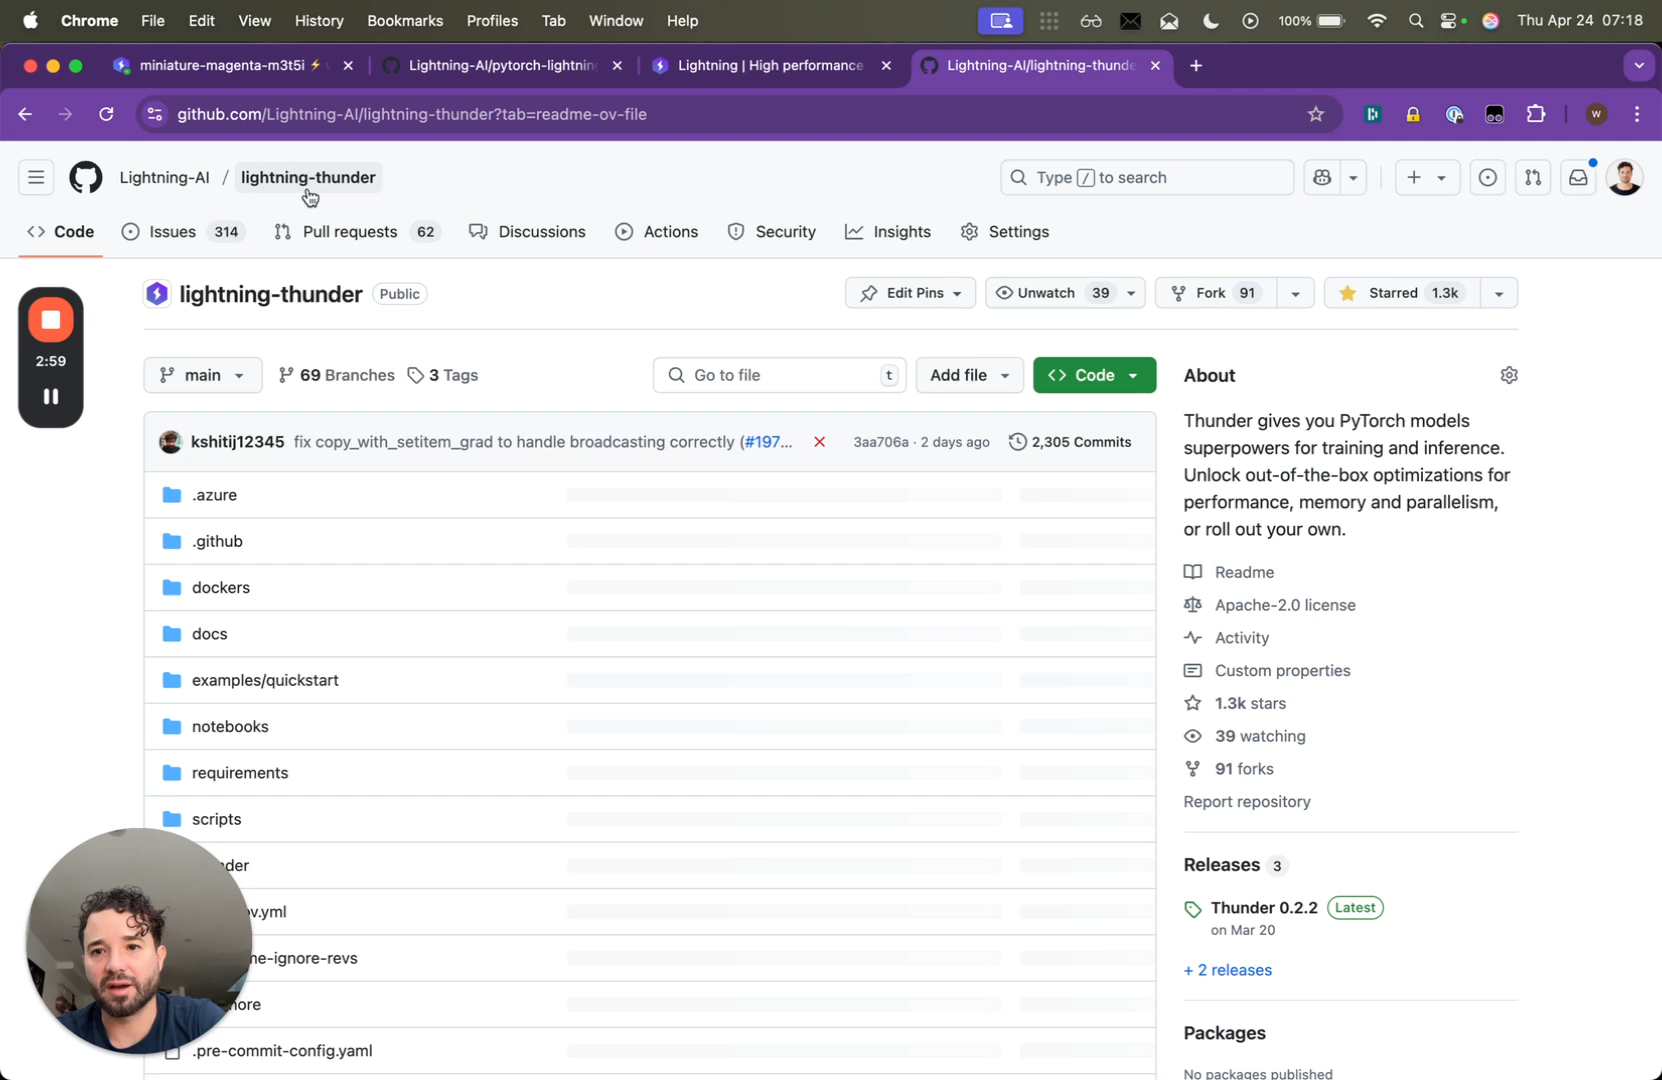 Chrome File Edit View History Bookmarks Profiles Tab Window Help 100% Thu Apr 24 07:18
miniature-magenta-m3t5i Lightning-AI/pytorch-lightning Lightning | High performance Lightning-AI/lightning-thunde
github.com/Lightning-AI/lightning-thunder?tab=readme-ov-file W
Lightning-AI / lightning-thunder Type / to search
Code Issues 314 Pull requests 62 Discussions Actions Security Insights Settings
lightning-thunder Public Edit Pins Unwatch 39 Fork 91 Starred 1.3k
2:59
main 69 Branches 3 Tags Go to file t Add file Code
kshitij12345 fix copy_with_setitem_grad to handle broadcasting correctly (#197... 3aa706a · 2 days ago 2,305 Commits
.azure
.github
dockers
docs
examples/quickstart
notebooks
requirements
scripts
der
ov.yml
me-ignore-revs
nore
.pre-commit-config.yaml
About
Thunder gives you PyTorch models
superpowers for training and inference.
Unlock out-of-the-box optimizations for
performance, memory and parallelism,
or roll out your own.
Readme
Apache-2.0 license
Activity
Custom properties
1.3k stars
39 watching
91 forks
Report repository
Releases 3
Thunder 0.2.2 Latest
on Mar 20
+ 2 releases
Packages
No packages published